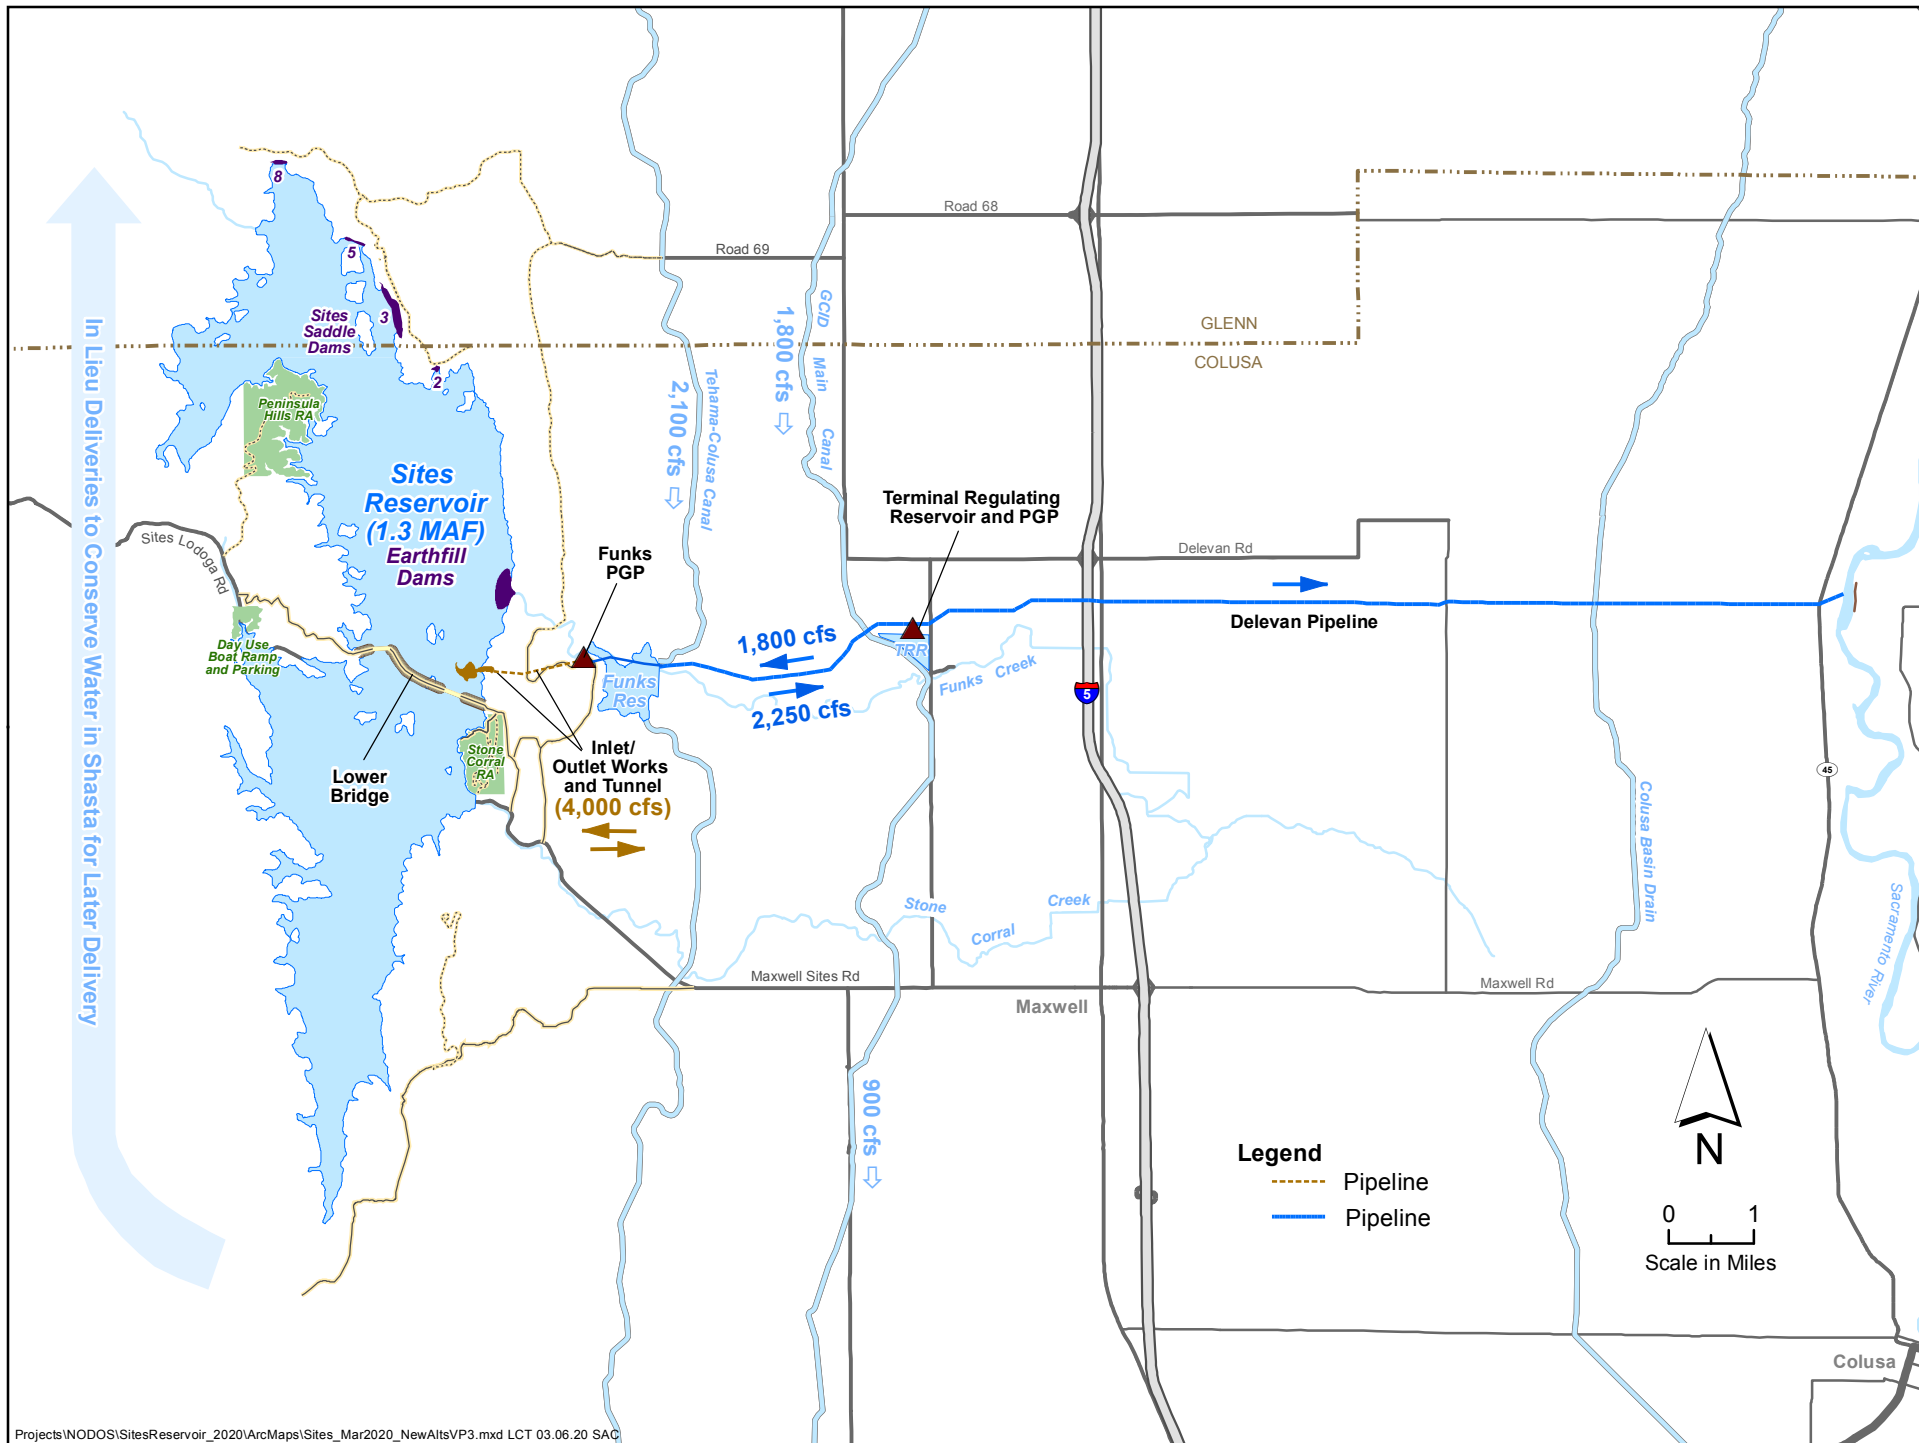 Road 68
Road 69
8
5
3
2
Sites
Saddle
Dams
GLENN
COLUSA
GCID Main Canal
1,800 cfs
Tehama-Colusa Canal
2,100 cfs
In Lieu Deliveries to Conserve Water in Shasta for Later Delivery
Peninsula
Hills RA
Sites
Reservoir
(1.3 MAF)
Earthfill
Dams
Sites Lodoga Rd
Terminal Regulating
Reservoir and PGP
Funks
PGP
Delevan Rd
Delevan Pipeline
1,800 cfs
2,250 cfs
TRR
Funks Creek
Funks
Res
Day Use
Boat Ramp
and Parking
5
Lower
Bridge
Stone
Corral
RA
Inlet/
Outlet Works
and Tunnel
(4,000 cfs)
45
Colusa Basin Drain
Sacramento River
Stone Corral Creek
Maxwell Sites Rd
Maxwell Rd
Maxwell
900 cfs
N
Legend
Pipeline
Pipeline
0 1
Scale in Miles
Colusa
Projects\NODOS\SitesReservoir_2020\ArcMaps\Sites_Mar2020_NewAltsVP3.mxd LCT 03.06.20 SAC